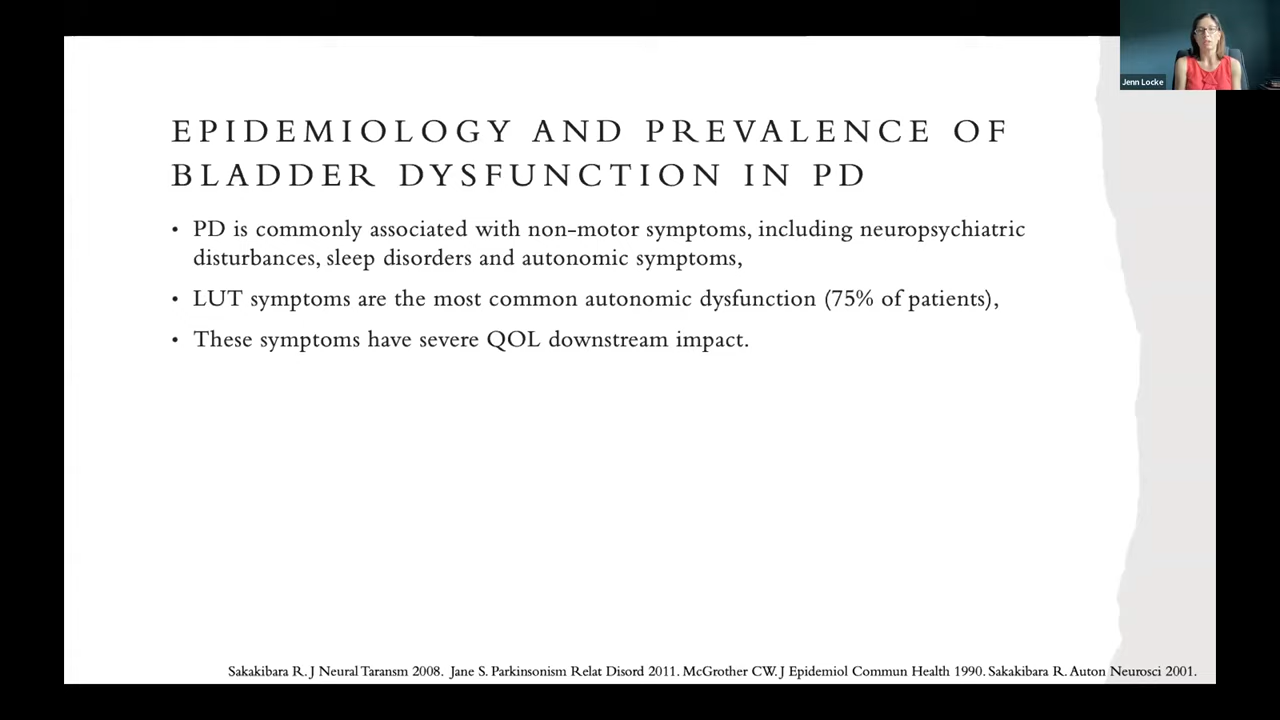 Jenn Locke
EPIDEMIOLOGY AND PREVALENCE OF
BLADDER DYSFUNCTION IN PD
• PD is commonly associated with non-motor symptoms, including neuropsychiatric
disturbances, sleep disorders and autonomic symptoms,
• LUT symptoms are the most common autonomic dysfunction (75% of patients),
• These symptoms have severe QOL downstream impact.
Sakakibara R. J Neural Taransm 2008. Jane S. Parkinsonism Relat Disord 2011. McGrother CW. J Epidemiol Commun Health 1990. Sakakibara R. Auton Neurosci 2001.